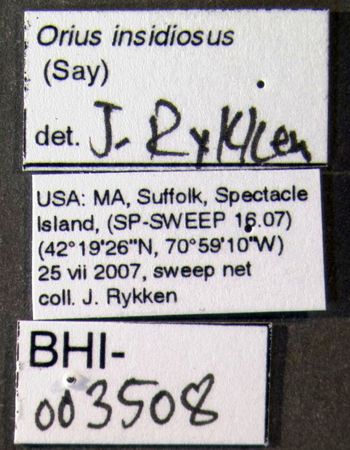 Orius insidiosus
(Say)
det. J. Rykken
USA: MA, Suffolk, Spectacle
Island, (SP-SWEEP 16.07)
(42°19'26"N, 70°59'10"W)
25 vii 2007, sweep net
coll. J. Rykken
BHI-
003508